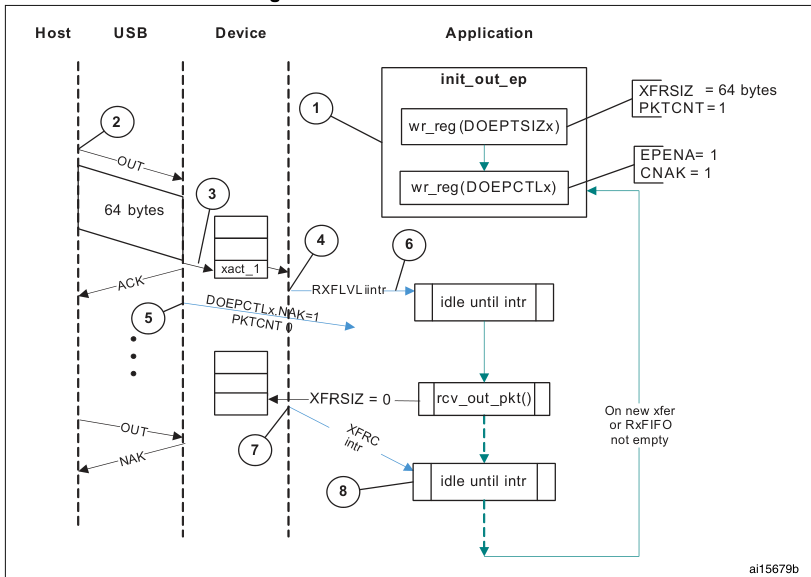 Host USB Device Application
init_out_ep
1
wr_reg(DOEPTSIZx)
XFRSIZ = 64 bytes
PKTCNT = 1
wr_reg(DOEPCTLx)
EPENA= 1
CNAK = 1
2
OUT
64 bytes
3
xact_1
ACK
4
6
RXFLVL iintr
idle until intr
5
DOEPCTLx.NAK=1
PKTCNT 0
XFRSIZ = 0
rcv_out_pkt()
On new xfer
or RxFIFO
not empty
OUT
NAK
7
XFRC
intr
8
idle until intr
ai15679b